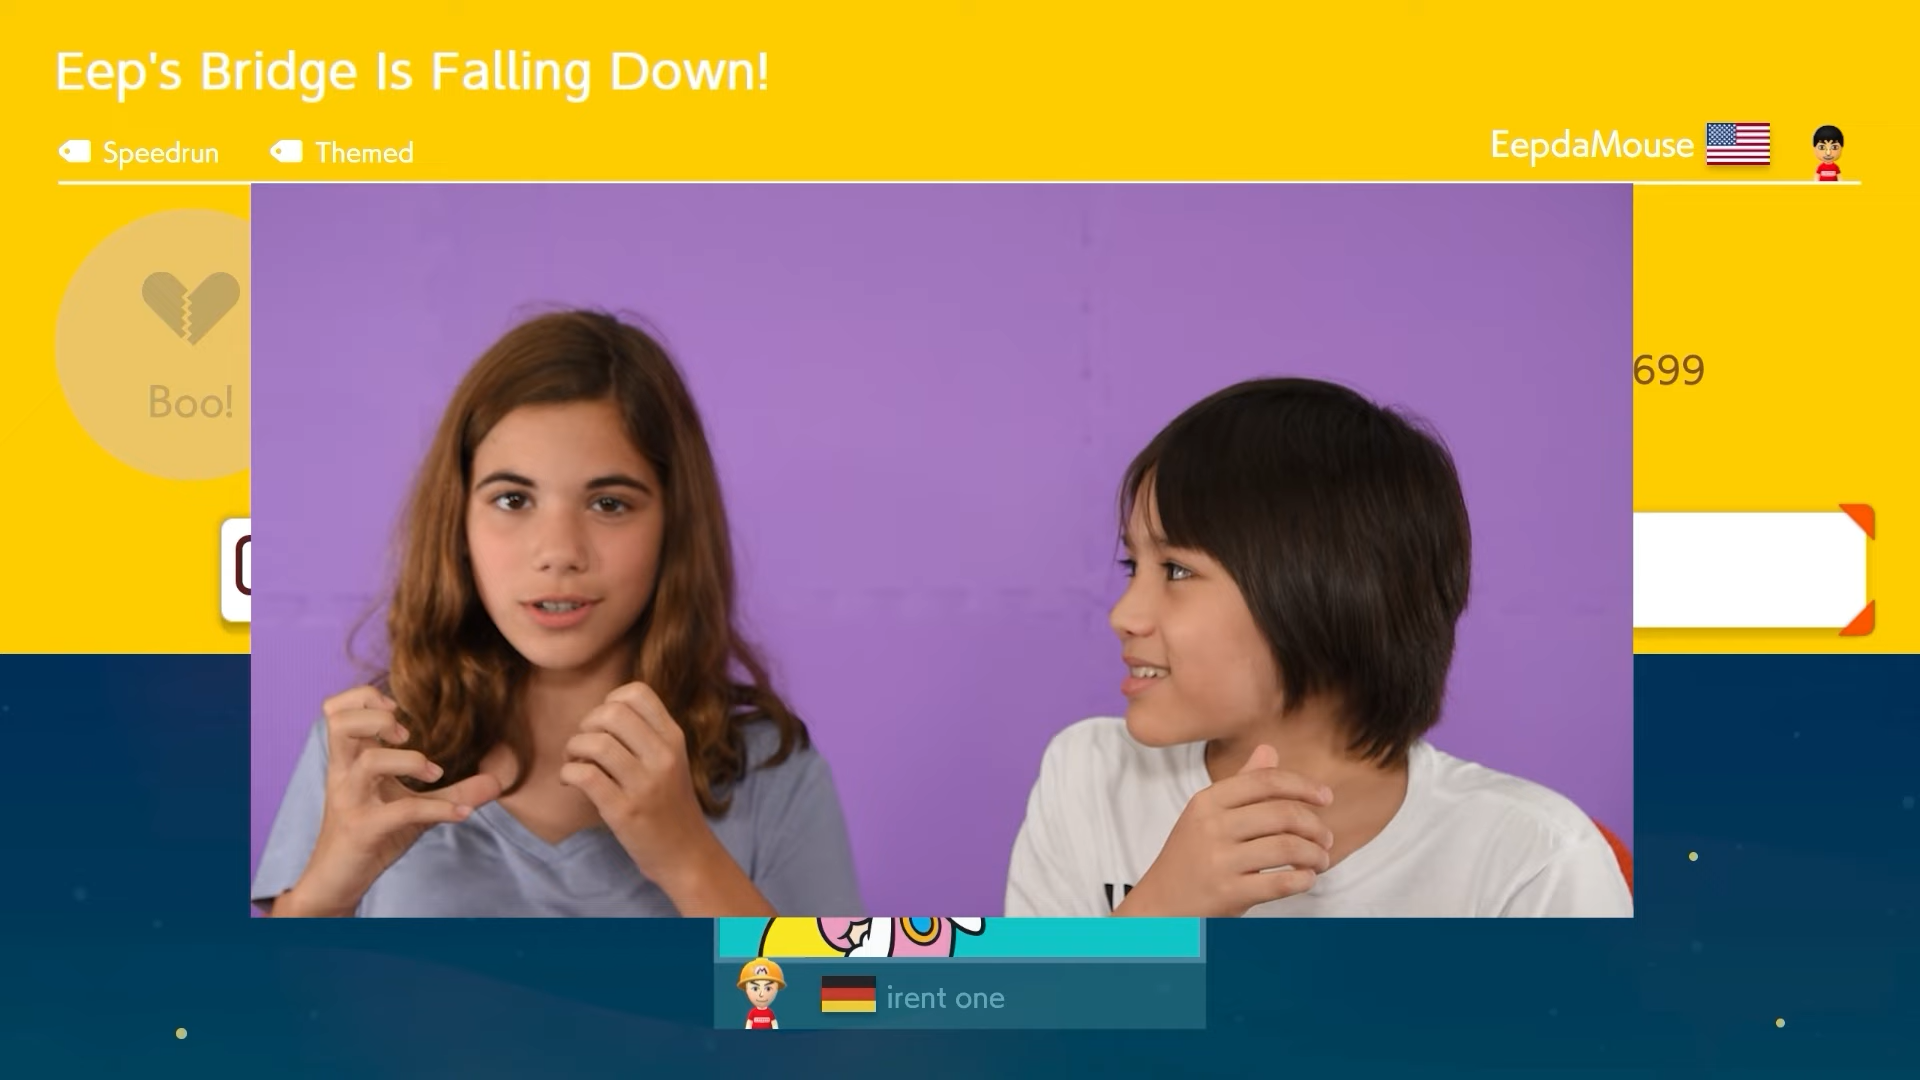 Eep's Bridge Is Falling Down!
Speedrun Themed
EepdaMouse
Boo!
699
irent one